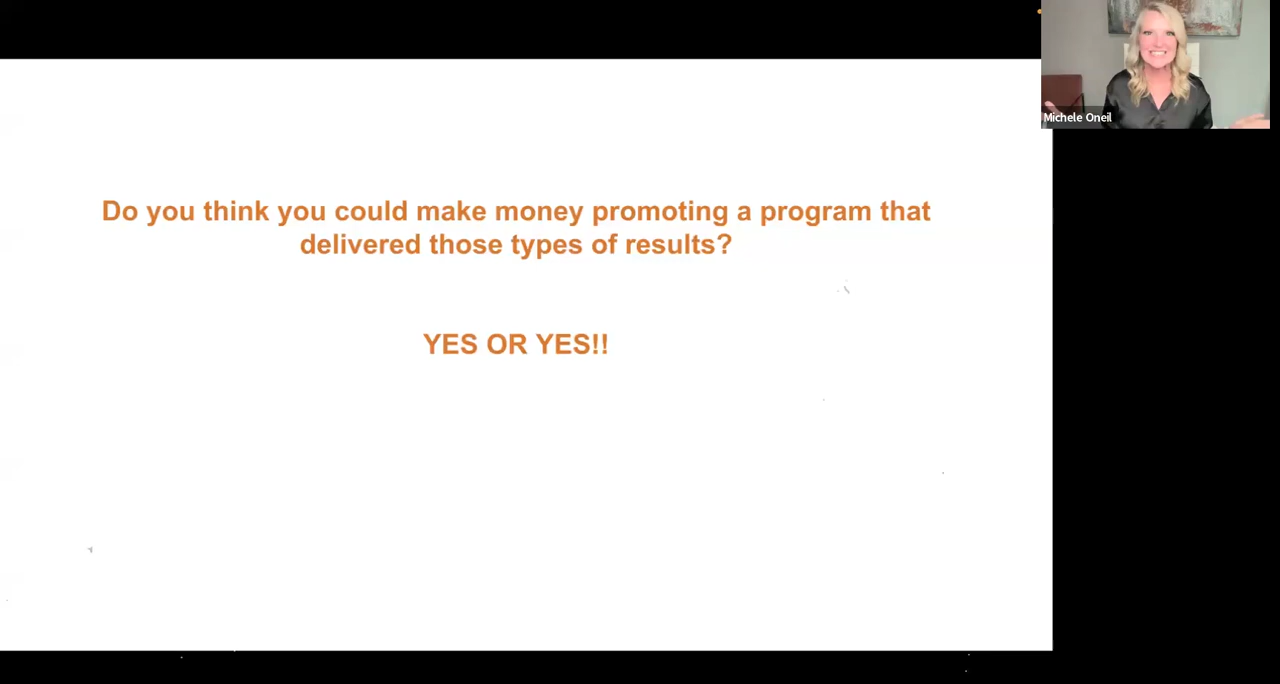 Michele Oneil
Do you think you could make money promoting a program that
delivered those types of results?
YES OR YES!!